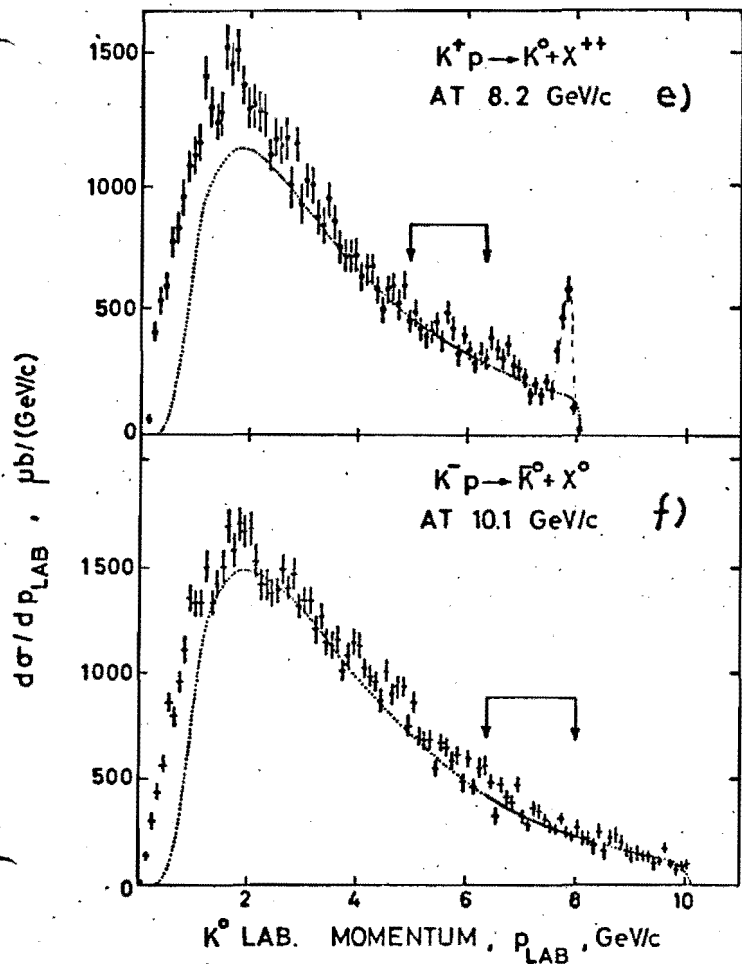 1500
K⁺p → K⁰ + X⁺⁺
AT 8.2 GeV/c
e)
1000
500
0
dσ/dp_LAB , μb/(GeV/c)
K⁻p → K̄⁰ + X⁰
AT 10.1 GeV/c
f)
1500
1000
500
0
2
4
6
8
10
K⁰ LAB. MOMENTUM , p_LAB , GeV/c